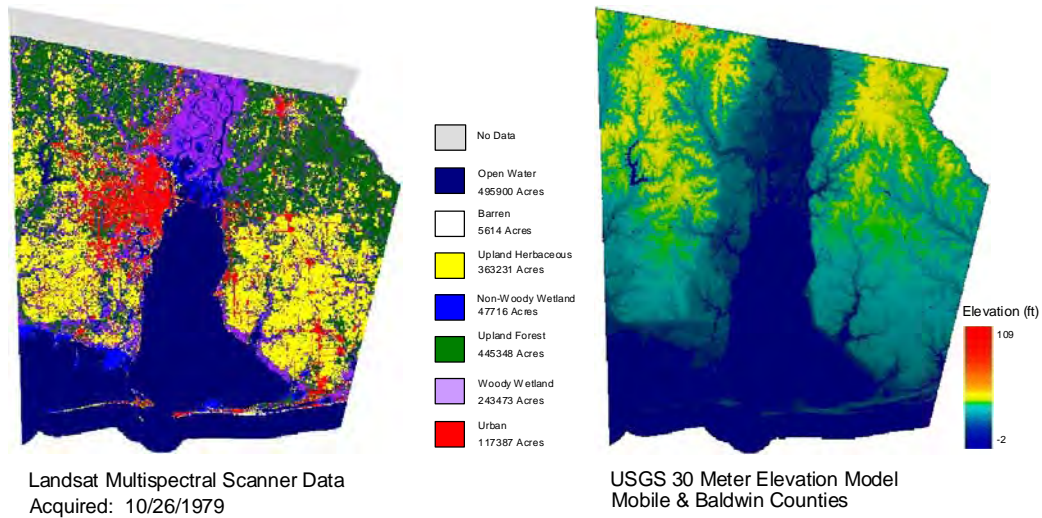 No Data
Open Water
495900 Acres
Barren
5614 Acres
Upland Herbaceous
363231 Acres
Non-Woody Wetland
47716 Acres
Upland Forest
445348 Acres
Woody Wetland
243473 Acres
Urban
117387 Acres
Elevation (ft)
109
-2
Landsat Multispectral Scanner Data
Acquired: 10/26/1979
USGS 30 Meter Elevation Model
Mobile & Baldwin Counties